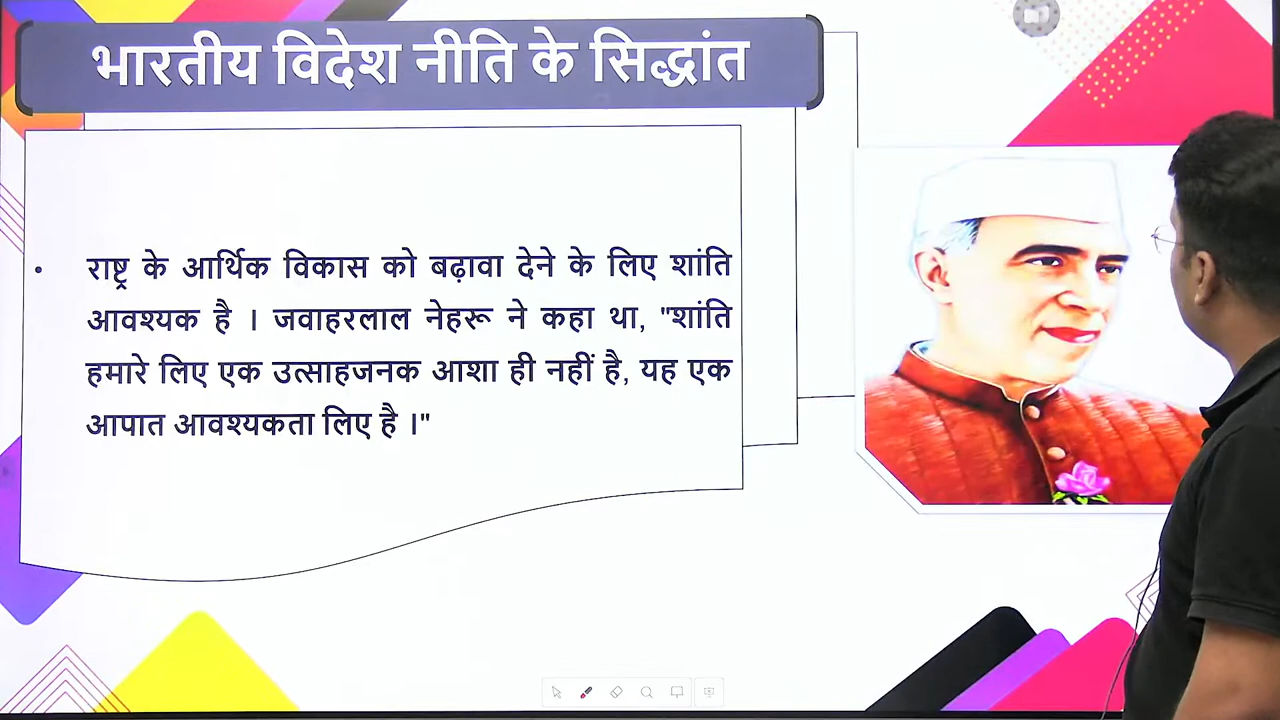 भारतीय विदेश नीति के सिद्धांत
• राष्ट्र के आर्थिक विकास को बढ़ावा देने के लिए शांति
आवश्यक है । जवाहरलाल नेहरू ने कहा था, "शांति
हमारे लिए एक उत्साहजनक आशा ही नहीं है, यह एक
आपात आवश्यकता लिए है ।"